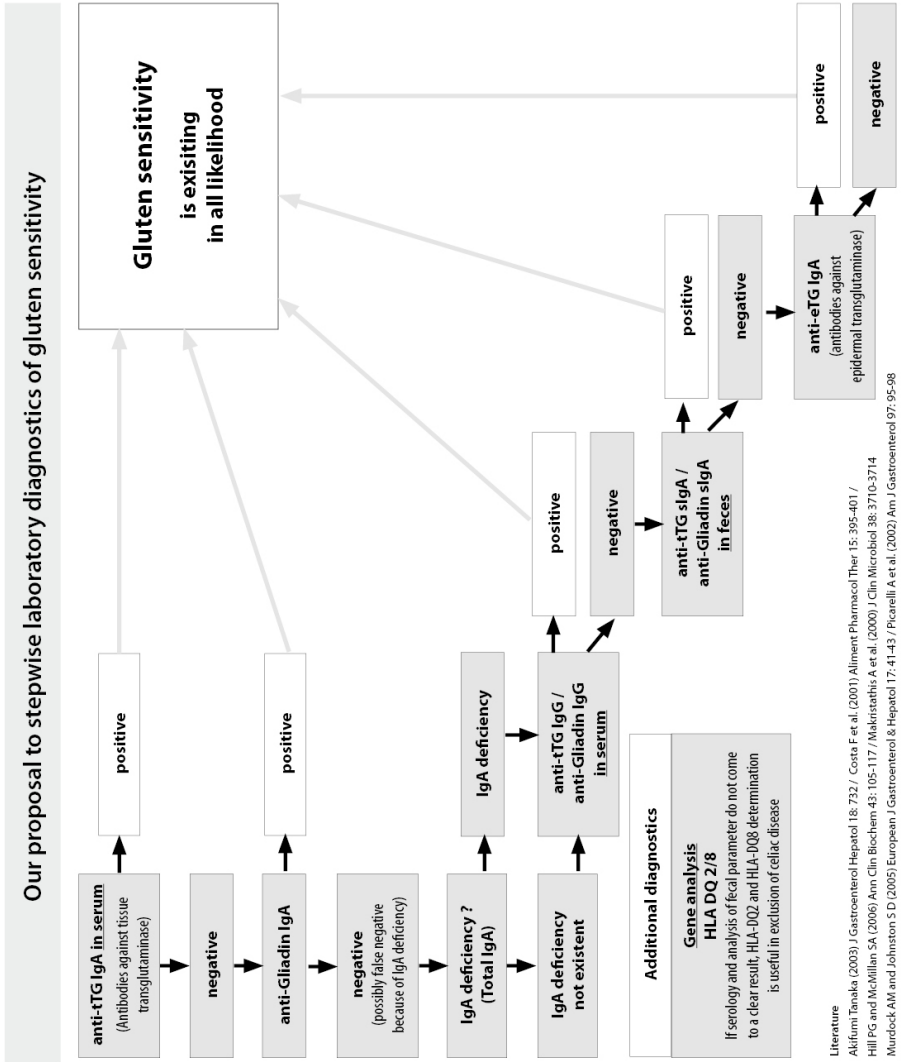 Our proposal to stepwise laboratory diagnostics of gluten sensitivity
anti-tTG IgA in serum
(Antibodies against tissue
transglutaminase)
positive
Gluten sensitivity
is exisiting
in all likelihood
negative
anti-Gliadin IgA
positive
negative
(possibly false negative
because of IgA deficiency)
IgA deficiency ?
(Total IgA)
IgA deficiency
IgA deficiency
not existent
anti-tTG IgG /
anti-Gliadin IgG
in serum
positive
negative
anti-tTG sIgA /
anti-Gliadin sIgA
in feces
positive
negative
anti-eTG IgA
(antibodies against
epidermal transglutaminase)
positive
negative
Additional diagnostics
Gene analysis
HLA DQ 2/8
If serology and analysis of fecal parameter do not come
to a clear result, HLA-DQ2 and HLA-DQ8 determination
is useful in exclusion of celiac disease
Literature
Akifumi Tanaka (2003) J Gastroenterol Hepatol 18: 732 / Costa F et al. (2001) Aliment Pharmacol Ther 15: 395-401 /
Hill PG and McMillan SA (2006) Ann Clin Biochem 43: 105-117 / Makristathis A et al. (2000) J Clin Microbiol 38: 3710-3714
Murdock AM and Johnston S D (2005) European J Gastroenterol & Hepatol 17: 41-43 / Picarelli A et al. (2002) Am J Gastroenterol 97: 95-98